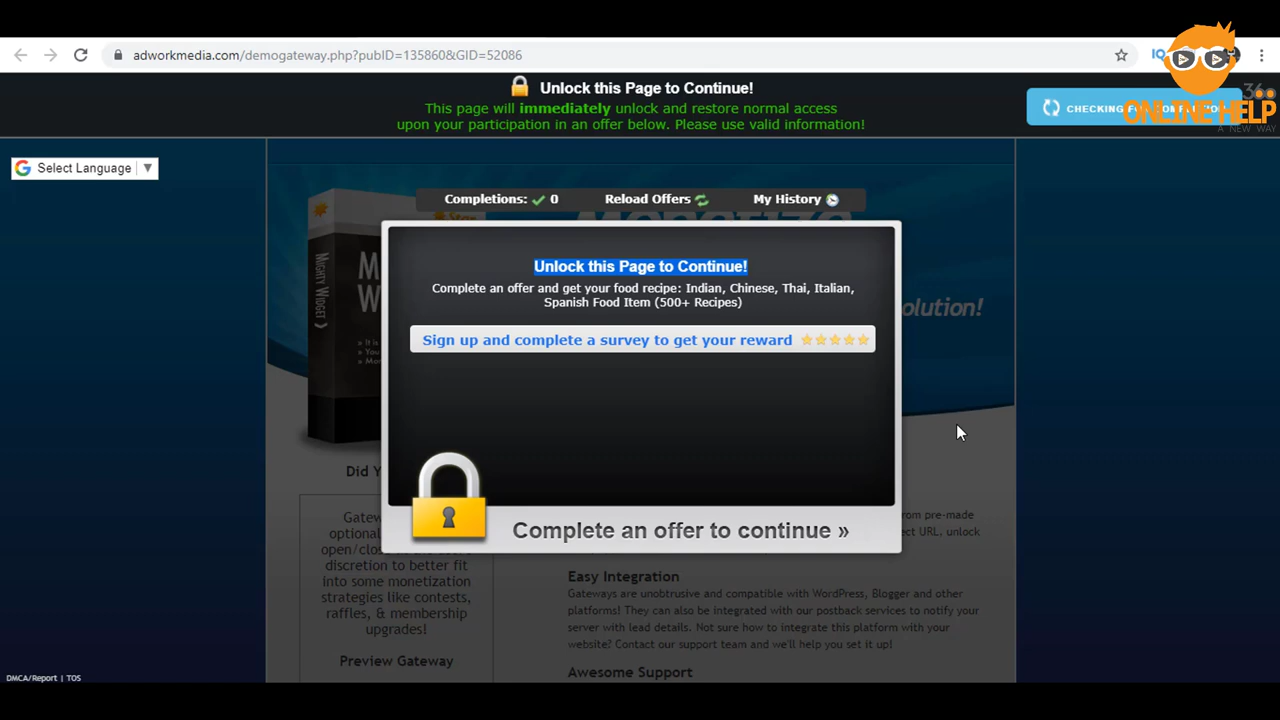 adworkmedia.com/demogateway.php?pubID=135860&GID=52086
Unlock this Page to Continue!
This page will immediately unlock and restore normal access
upon your participation in an offer below. Please use valid information!
CHECKING FOR
360
ONLINE HELP
A NEW WAY
Select Language
Completions: 0 Reload Offers My History
Unlock this Page to Continue!
Complete an offer and get your food recipe: Indian, Chinese, Thai, Italian,
Spanish Food Item (500+ Recipes)
Sign up and complete a survey to get your reward
olution!
Complete an offer to continue »
Did Y
Gatew
optional
open/clos
discretion to better fit
into some monetization
strategies like contests,
raffles, & membership
upgrades!
Preview Gateway
from pre-made
ect URL, unlock
Easy Integration
Gateways are unobtrusive and compatible with WordPress, Blogger and other
platforms! They can also be integrated with our postback services to notify your
server with lead details. Not sure how to integrate this platform with your
website? Contact our support team and we'll help you set it up!
Awesome Support
DMCA/Report | TOS